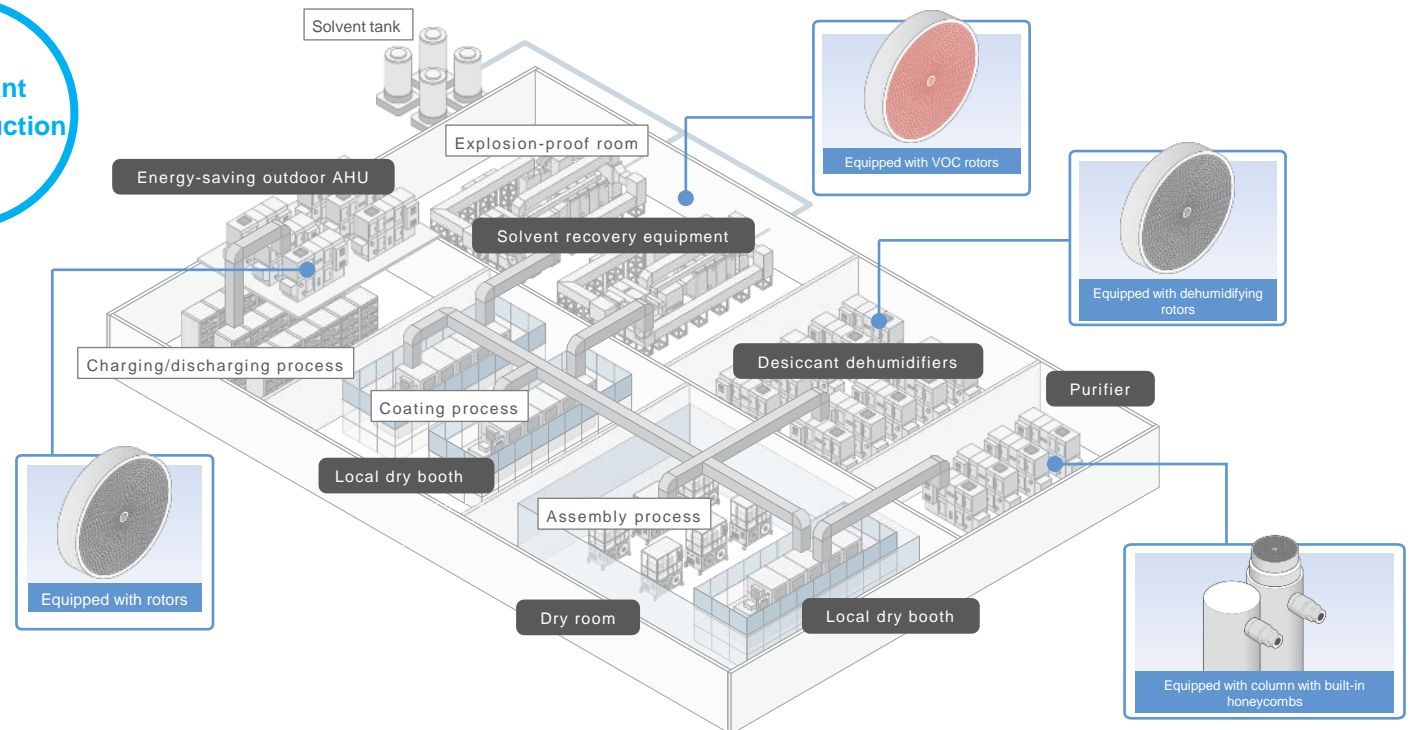 Solvent tank
Equipped with VOC rotors
Explosion-proof room
Energy-saving outdoor AHU
Solvent recovery equipment
Equipped with dehumidifying
rotors
Charging/discharging process
Desiccant dehumidifiers
Purifier
Coating process
Local dry booth
Assembly process
Equipped with rotors
Dry room
Local dry booth
Equipped with column with built-in
honeycombs